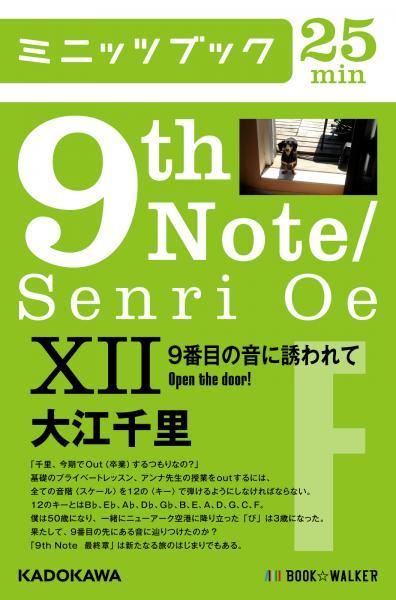 ミニッツブック
25
min
9th
Note/
Senri Oe
XII
9番目の音に誘われて
Open the door!
F
大江千里
「千里、今期でOut（卒業）するつもりなの?」
基礎のプライベートレッスン、アンナ先生の授業をoutするには、
全ての音階〈スケール〉を12の〈キー〉で弾けるようにしなければならない。
12のキーとはB♭、E♭、A♭、D♭、G♭、B、E、A、D、G、C、F。
僕は50歳になり、一緒にニューアーク空港に降り立った「ぴ」は3歳になった。
果たして、9番目の先にある音に辿りつけたのか?
「9th Note 最終章」は新たなる旅のはじまりでもある。
KADOKAWA
BOOK☆WALKER